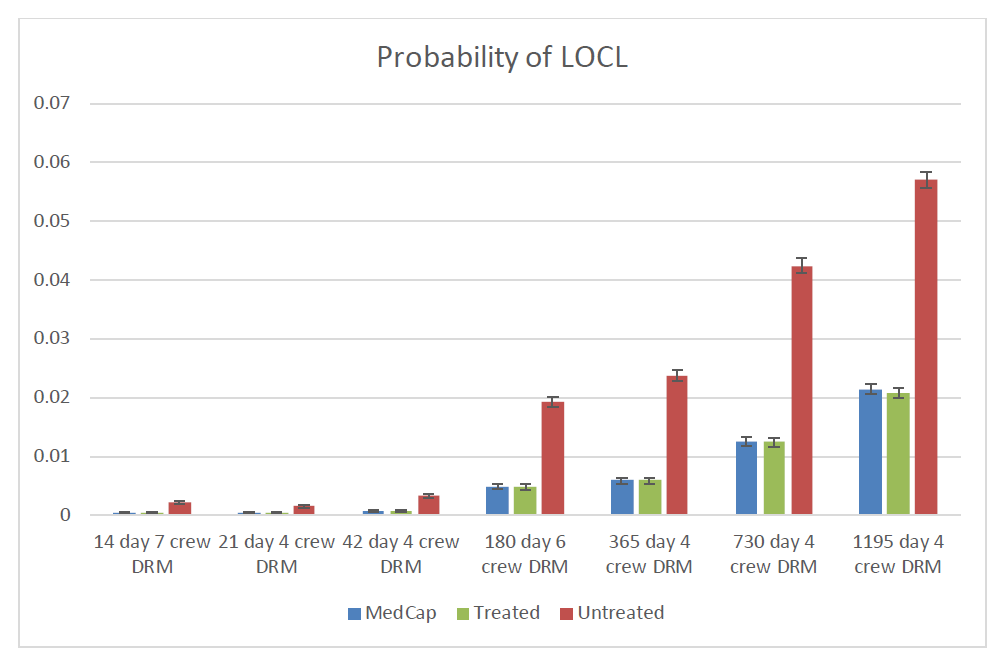 Probability of LOCL
0.07
0.06
0.05
0.04
0.03
0.02
0.01
0
14 day 7 crew DRM
21 day 4 crew DRM
42 day 4 crew DRM
180 day 6 crew DRM
365 day 4 crew DRM
730 day 4 crew DRM
1195 day 4 crew DRM
MedCap Treated Untreated